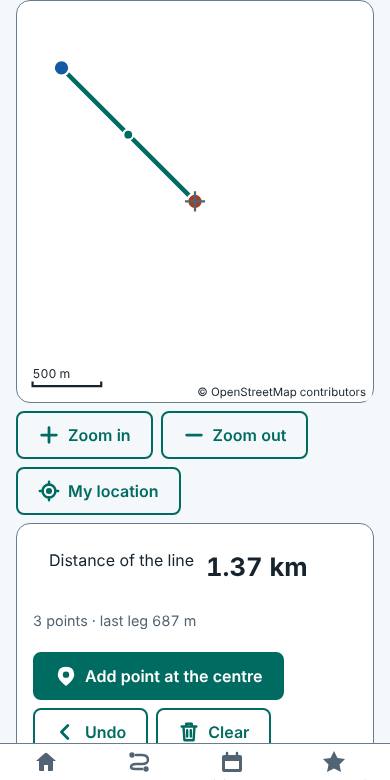 500 m
© OpenStreetMap contributors
Zoom in
Zoom out
My location
Distance of the line 1.37 km
3 points · last leg 687 m
Add point at the centre
Undo
Clear